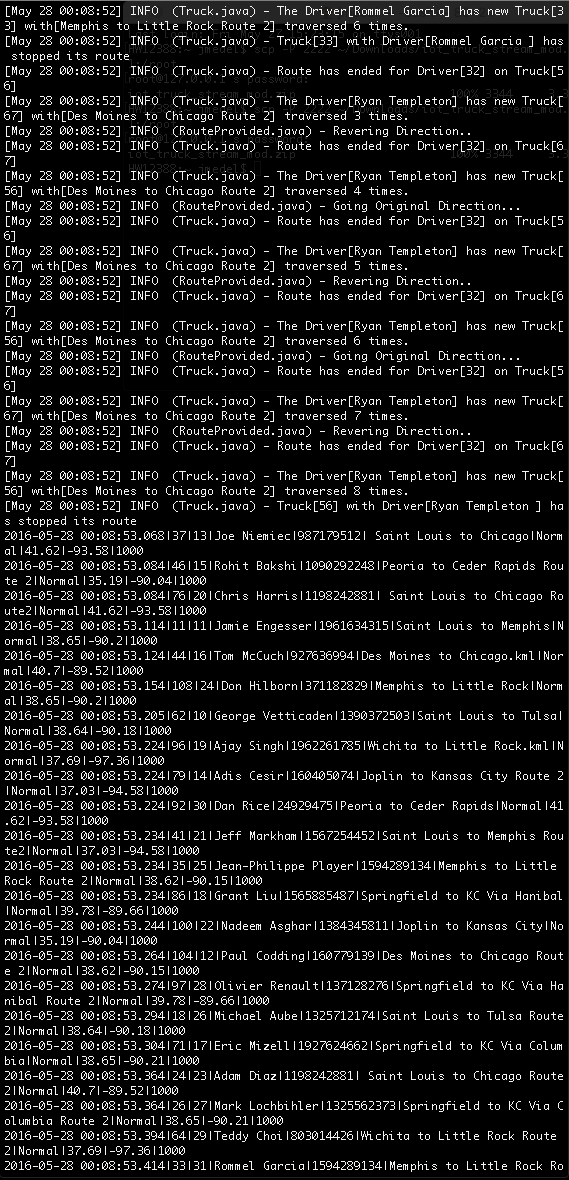 [May 28 00:08:52] INFO  (Truck.java) - The Driver[Rommel Garcia] has new Truck[3
3] with[Memphis to Little Rock Route 2] traversed 6 times.
[May 28 00:08:52] INFO  (Truck.java) - Truck[33] with Driver[Rommel Garcia ] has
 stopped its route
[May 28 00:08:52] INFO  (Truck.java) - Route has ended for Driver[32] on Truck[5
6]
[May 28 00:08:52] INFO  (Truck.java) - The Driver[Ryan Templeton] has new Truck[
67] with[Des Moines to Chicago Route 2] traversed 3 times.
[May 28 00:08:52] INFO  (RouteProvided.java) - Revering Direction..
[May 28 00:08:52] INFO  (Truck.java) - Route has ended for Driver[32] on Truck[6
7]
[May 28 00:08:52] INFO  (Truck.java) - The Driver[Ryan Templeton] has new Truck[
56] with[Des Moines to Chicago Route 2] traversed 4 times.
[May 28 00:08:52] INFO  (RouteProvided.java) - Going Original Direction...
[May 28 00:08:52] INFO  (Truck.java) - Route has ended for Driver[32] on Truck[5
6]
[May 28 00:08:52] INFO  (Truck.java) - The Driver[Ryan Templeton] has new Truck[
67] with[Des Moines to Chicago Route 2] traversed 5 times.
[May 28 00:08:52] INFO  (RouteProvided.java) - Revering Direction..
[May 28 00:08:52] INFO  (Truck.java) - Route has ended for Driver[32] on Truck[6
7]
[May 28 00:08:52] INFO  (Truck.java) - The Driver[Ryan Templeton] has new Truck[
56] with[Des Moines to Chicago Route 2] traversed 6 times.
[May 28 00:08:52] INFO  (RouteProvided.java) - Going Original Direction...
[May 28 00:08:52] INFO  (Truck.java) - Route has ended for Driver[32] on Truck[5
6]
[May 28 00:08:52] INFO  (Truck.java) - The Driver[Ryan Templeton] has new Truck[
67] with[Des Moines to Chicago Route 2] traversed 7 times.
[May 28 00:08:52] INFO  (RouteProvided.java) - Revering Direction..
[May 28 00:08:52] INFO  (Truck.java) - Route has ended for Driver[32] on Truck[6
7]
[May 28 00:08:52] INFO  (Truck.java) - The Driver[Ryan Templeton] has new Truck[
56] with[Des Moines to Chicago Route 2] traversed 8 times.
[May 28 00:08:52] INFO  (Truck.java) - Truck[56] with Driver[Ryan Templeton ] ha
s stopped its route
2016-05-28 00:08:53.068|37|13|Joe Niemiec|987179512| Saint Louis to Chicago|Norm
al|41.62|-93.58|1000
2016-05-28 00:08:53.084|46|15|Rohit Bakshi|1090292248|Peoria to Ceder Rapids Rou
te 2|Normal|35.19|-90.04|1000
2016-05-28 00:08:53.084|76|20|Chris Harris|1198242881| Saint Louis to Chicago Ro
ute2|Normal|41.62|-93.58|1000
2016-05-28 00:08:53.114|11|11|Jamie Engesser|1961634315|Saint Louis to Memphis|N
ormal|38.65|-90.2|1000
2016-05-28 00:08:53.124|44|16|Tom McCuch|927636994|Des Moines to Chicago.kml|Nor
mal|40.7|-89.52|1000
2016-05-28 00:08:53.154|108|24|Don Hilborn|371182829|Memphis to Little Rock|Norm
al|38.65|-90.2|1000
2016-05-28 00:08:53.205|62|10|George Vetticaden|1390372503|Saint Louis to Tulsa|
Normal|38.64|-90.18|1000
2016-05-28 00:08:53.224|96|19|Ajay Singh|1962261785|Wichita to Little Rock.kml|N
ormal|37.69|-97.36|1000
2016-05-28 00:08:53.224|79|14|Adis Cesir|160405074|Joplin to Kansas City Route 2
|Normal|37.03|-94.58|1000
2016-05-28 00:08:53.224|92|30|Dan Rice|24929475|Peoria to Ceder Rapids|Normal|41
.62|-93.58|1000
2016-05-28 00:08:53.234|41|21|Jeff Markham|1567254452|Saint Louis to Memphis Rou
te2|Normal|37.03|-94.58|1000
2016-05-28 00:08:53.234|35|25|Jean-Philippe Player|1594289134|Memphis to Little 
Rock Route 2|Normal|38.62|-90.15|1000
2016-05-28 00:08:53.234|86|18|Grant Liu|1565885487|Springfield to KC Via Hanibal
|Normal|39.78|-89.66|1000
2016-05-28 00:08:53.244|100|22|Nadeem Asghar|1384345811|Joplin to Kansas City|No
rmal|35.19|-90.04|1000
2016-05-28 00:08:53.264|104|12|Paul Codding|160779139|Des Moines to Chicago Rout
e 2|Normal|38.62|-90.15|1000
2016-05-28 00:08:53.274|97|28|Olivier Renault|137128276|Springfield to KC Via Ha
nibal Route 2|Normal|39.78|-89.66|1000
2016-05-28 00:08:53.294|18|26|Michael Aube|1325712174|Saint Louis to Tulsa Route
2|Normal|38.64|-90.18|1000
2016-05-28 00:08:53.304|71|17|Eric Mizell|1927624662|Springfield to KC Via Colum
bia|Normal|38.65|-90.21|1000
2016-05-28 00:08:53.364|24|23|Adam Diaz|1198242881| Saint Louis to Chicago Route
2|Normal|40.7|-89.52|1000
2016-05-28 00:08:53.364|26|27|Mark Lochbihler|1325562373|Springfield to KC Via C
olumbia Route 2|Normal|38.65|-90.21|1000
2016-05-28 00:08:53.394|64|29|Teddy Choi|803014426|Wichita to Little Rock Route 
2|Normal|37.69|-97.36|1000
2016-05-28 00:08:53.414|33|31|Rommel Garcia|1594289134|Memphis to Little Rock Ro